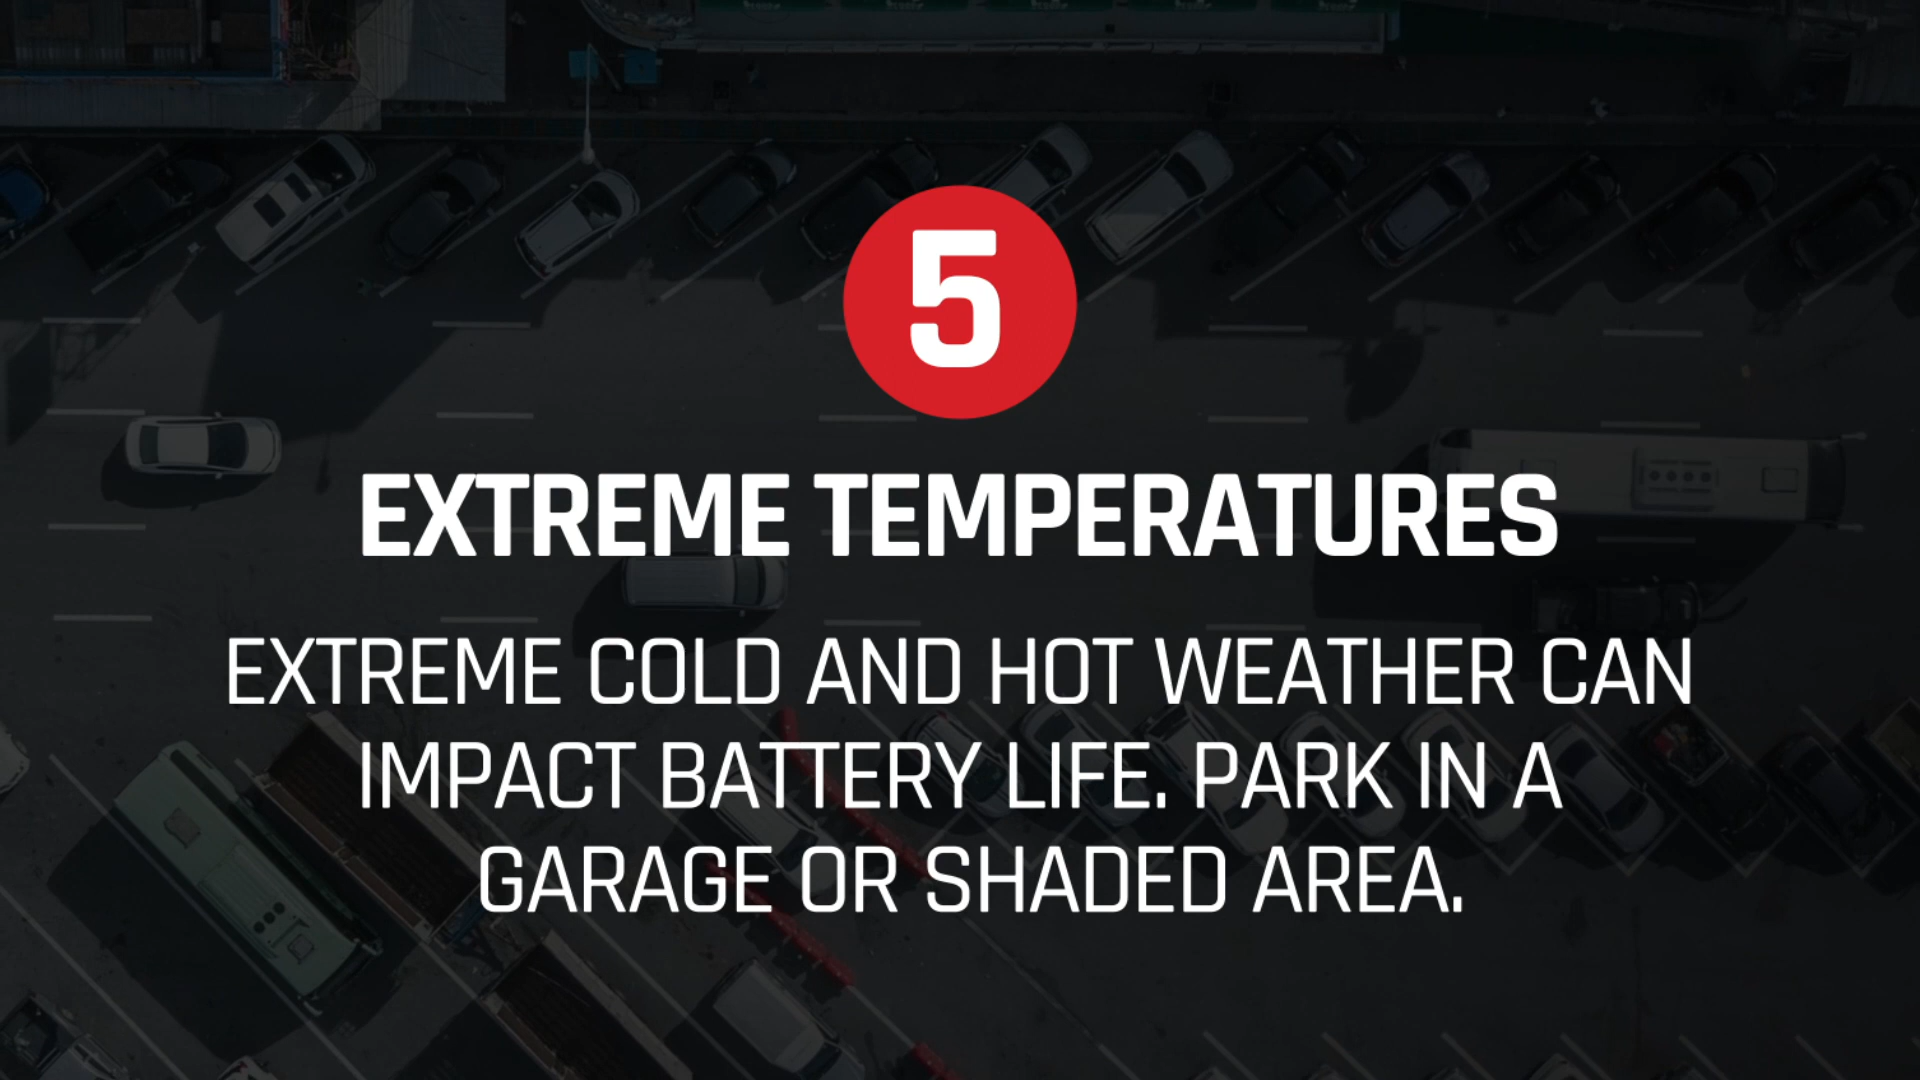 5
EXTREME TEMPERATURES
EXTREME COLD AND HOT WEATHER CAN
IMPACT BATTERY LIFE. PARK IN A
GARAGE OR SHADED AREA.